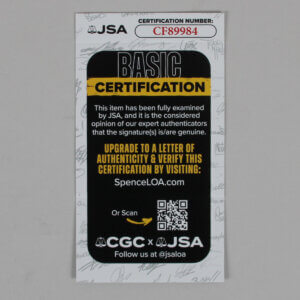 JSA
CERTIFICATION NUMBER:
CF89984
BASIC
CERTIFICATION
This item has been fully examined
by JSA, and it is the considered
opinion of our expert authenticators
that the signature(s) is/are genuine.
UPGRADE TO A LETTER OF
AUTHENTICITY & VERIFY THIS
CERTIFICATION BY VISITING:
SpenceLOA.com
Or Scan
CGC x JSA
Follow us at @jsaloa